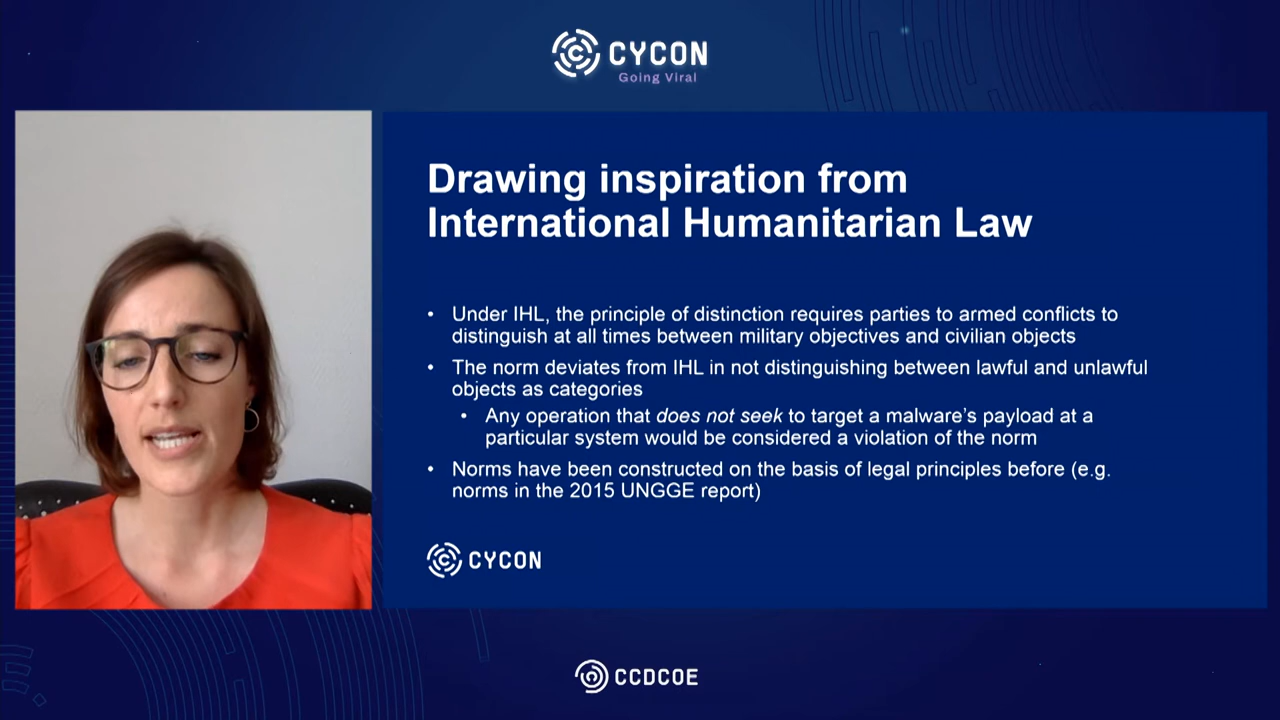 CYCON
Going Viral
Drawing inspiration from
International Humanitarian Law
• Under IHL, the principle of distinction requires parties to armed conflicts to
distinguish at all times between military objectives and civilian objects
• The norm deviates from IHL in not distinguishing between lawful and unlawful
objects as categories
• Any operation that does not seek to target a malware's payload at a
particular system would be considered a violation of the norm
• Norms have been constructed on the basis of legal principles before (e.g.
norms in the 2015 UNGGE report)
CYCON
CCDCOE